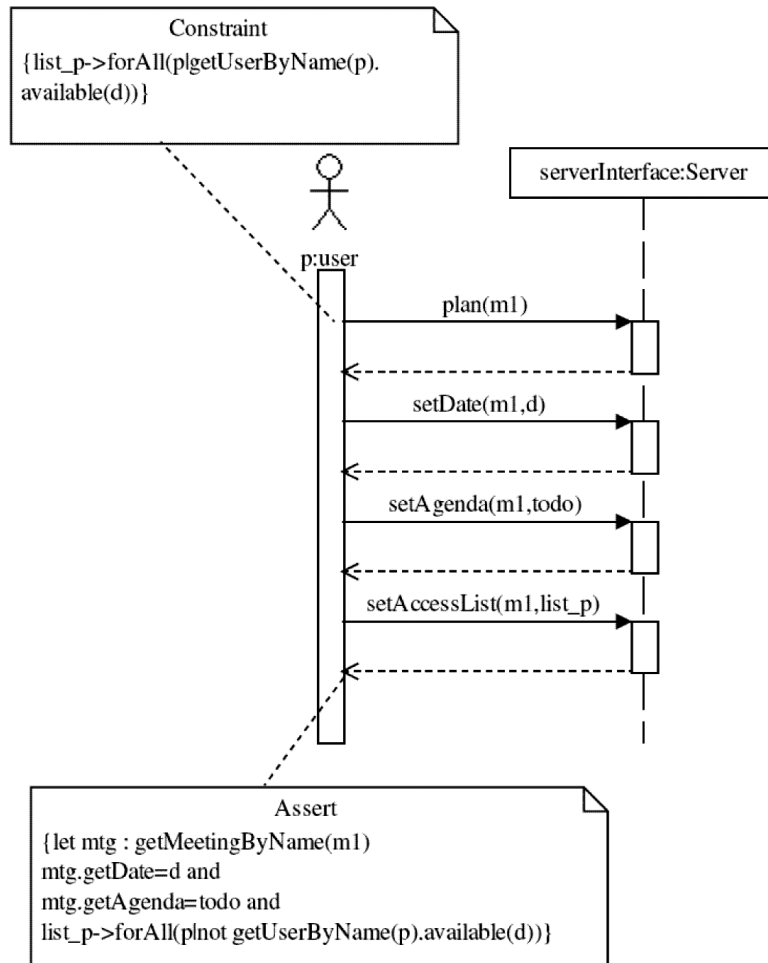 Constraint
{list_p->forAll(p|getUserByName(p).
available(d))}
serverInterface:Server
p:user
plan(m1)
setDate(m1,d)
setAgenda(m1,todo)
setAccessList(m1,list_p)
Assert
{let mtg : getMeetingByName(m1)
mtg.getDate=d and
mtg.getAgenda=todo and
list_p->forAll(p|not getUserByName(p).available(d))}